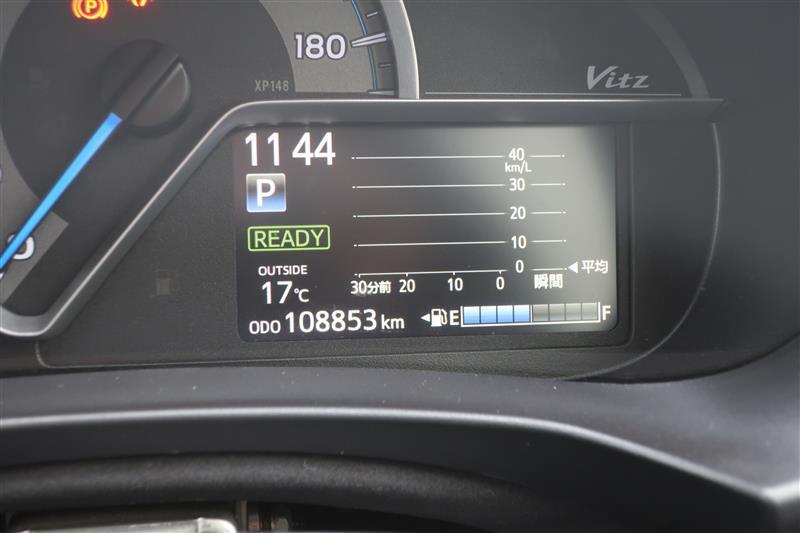 P
180
XP148
Vitz
11 44
40
km/L
30
P
20
READY
10
OUTSIDE
0 ◀平均
17℃
30分前 20 10 0 瞬間
ODO 108853 km
◀ E F